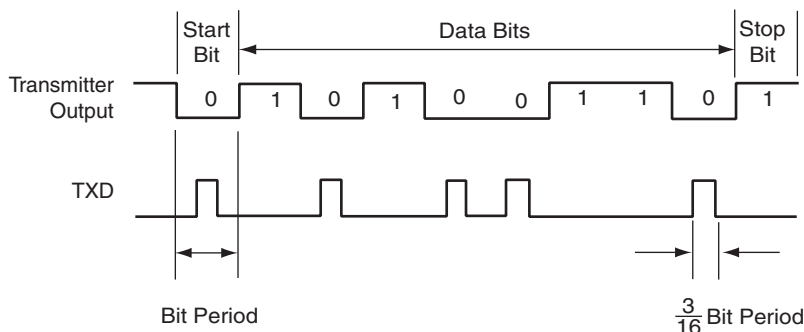 Start Bit
Data Bits
Stop Bit
Transmitter Output
0 1 0 1 0 0 1 1 0 1
TXD
Bit Period
3/16 Bit Period